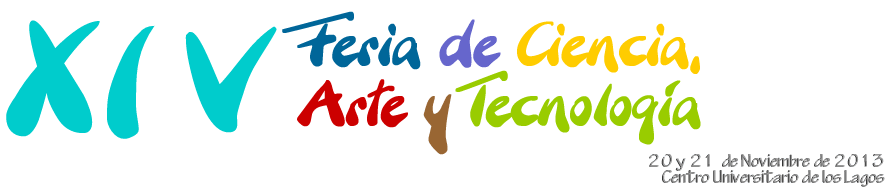 XIV
Feria de Ciencia,
Arte y Tecnología
20 y 21 de Noviembre de 2013
Centro Universitario de los Lagos